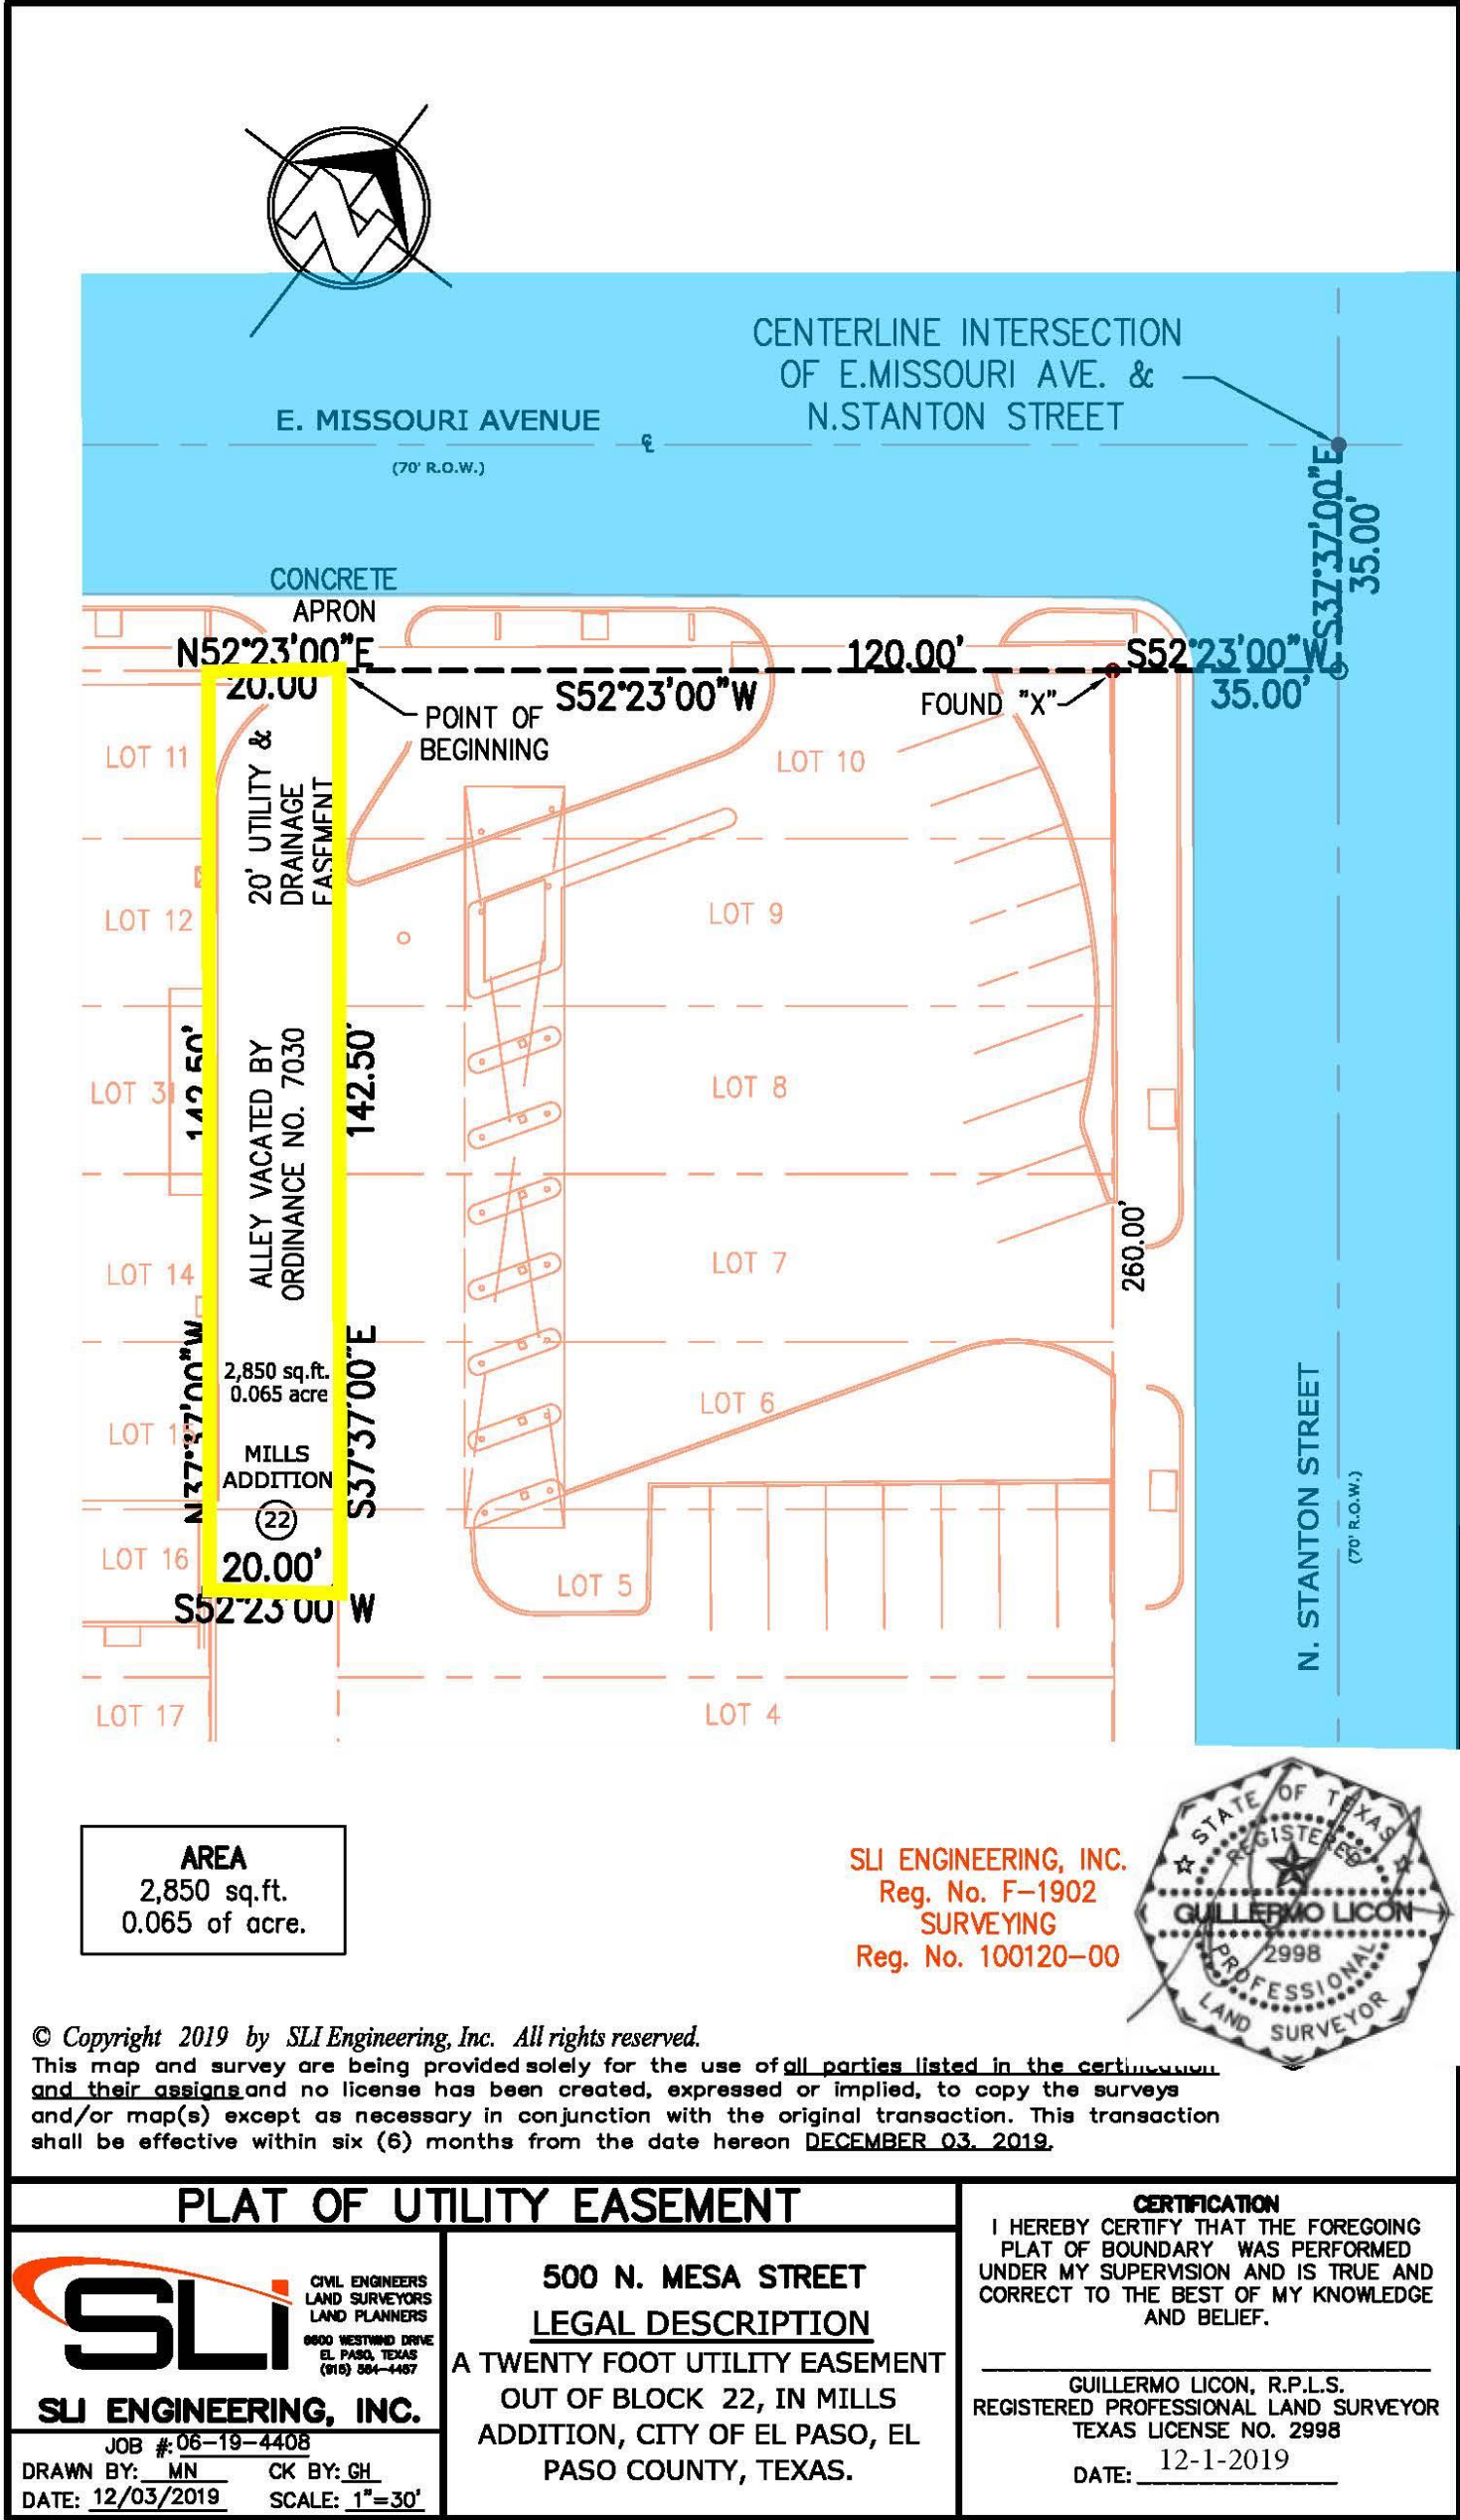 CENTERLINE INTERSECTION
OF E.MISSOURI AVE. &
N.STANTON STREET
E. MISSOURI AVENUE
(70' R.O.W.)
S37°37'00"E
35.00'
CONCRETE
APRON
N52°23'00"E
20.00'
120.00'
S52°23'00"W
S52°23'00"W
35.00'
FOUND "X"
POINT OF
BEGINNING
LOT 11
LOT 10
20' UTILITY &
DRAINAGE
EASEMENT
LOT 12
LOT 9
142.50'
ALLEY VACATED BY
ORDINANCE NO. 7030
142.50'
LOT 31
LOT 8
LOT 14
LOT 7
260.00'
N37°37'00"W
2,850 sq.ft.
0.065 acre
S37°37'00"E
LOT 6
LOT 15
MILLS
ADDITION
22
LOT 16
20.00'
S52°23'00"W
LOT 5
N. STANTON STREET
(70' R.O.W.)
LOT 17
LOT 4
AREA
2,850 sq.ft.
0.065 of acre.
SLI ENGINEERING, INC.
Reg. No. F-1902
SURVEYING
Reg. No. 100120-00
STATE OF TEXAS
REGISTERED
GUILLERMO LICON
2998
PROFESSIONAL
LAND SURVEYOR
© Copyright 2019 by SLI Engineering, Inc. All rights reserved.
This map and survey are being provided solely for the use of all parties listed in the certification
and their assigns and no license has been created, expressed or implied, to copy the surveys
and/or map(s) except as necessary in conjunction with the original transaction. This transaction
shall be effective within six (6) months from the date hereon DECEMBER 03, 2019.
PLAT OF UTILITY EASEMENT
SLi
CIVIL ENGINEERS
LAND SURVEYORS
LAND PLANNERS
6600 WESTWIND DRIVE
EL PASO, TEXAS
(915) 584-4457
SLI ENGINEERING, INC.
JOB #: 06-19-4408
DRAWN BY: MN CK BY: GH
DATE: 12/03/2019 SCALE: 1"=30'
500 N. MESA STREET
LEGAL DESCRIPTION
A TWENTY FOOT UTILITY EASEMENT
OUT OF BLOCK 22, IN MILLS
ADDITION, CITY OF EL PASO, EL
PASO COUNTY, TEXAS.
CERTIFICATION
I HEREBY CERTIFY THAT THE FOREGOING
PLAT OF BOUNDARY WAS PERFORMED
UNDER MY SUPERVISION AND IS TRUE AND
CORRECT TO THE BEST OF MY KNOWLEDGE
AND BELIEF.
GUILLERMO LICON, R.P.L.S.
REGISTERED PROFESSIONAL LAND SURVEYOR
TEXAS LICENSE NO. 2998
DATE: 12-1-2019